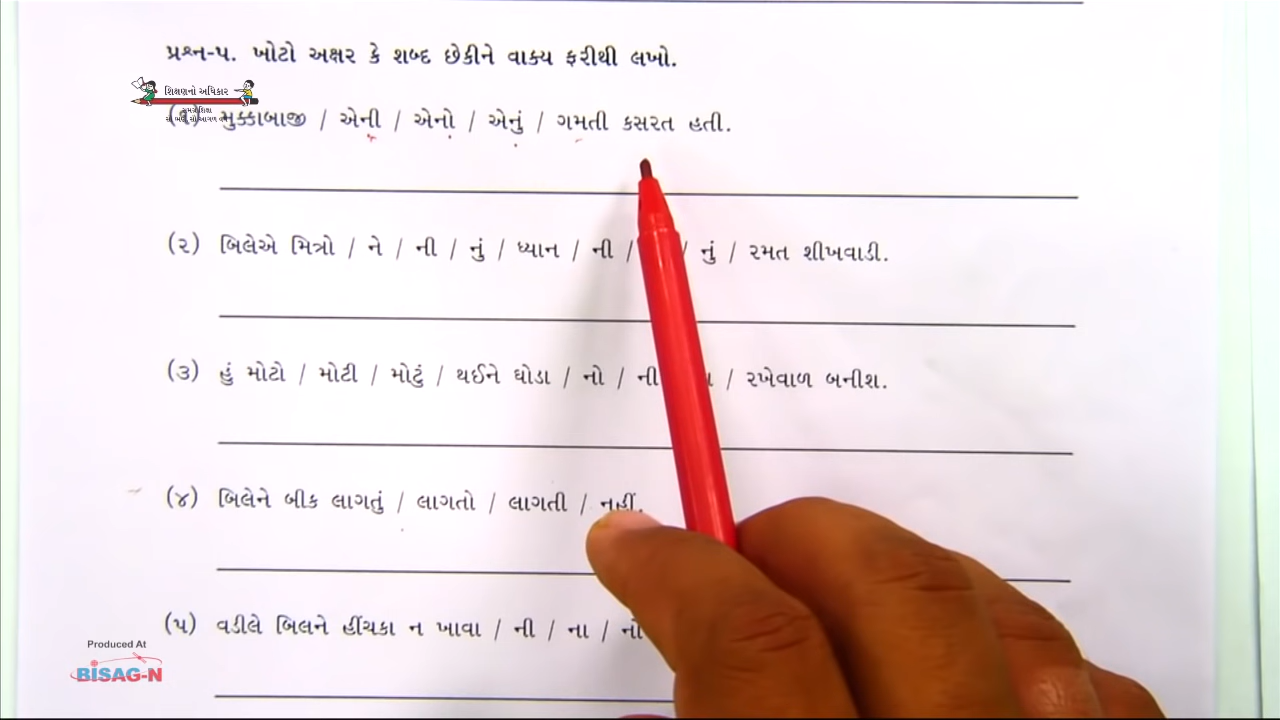 પ્રશ્ન-૫. ખોટો અક્ષર કે શબ્દ છેકીને વાક્ય ફરીથી લખો.
શિક્ષણનો અધિકાર
(૧) મુક્કાબાજી / એની / એનો / એનું / ગમતી કસરત હતી.
(૨) બિલેએ મિત્રો / ને / ની / નું / ધ્યાન / ની / / નું / રમત શીખવાડી.
(૩) હું મોટો / મોટી / મોટું / થઈને ઘોડા / નો / ની / રખેવાળ બનીશ.
(૪) બિલેને બીક લાગતું / લાગતો / લાગતી / નહીં.
(૫) વડીલે બિલને હીંચકા ન ખાવા / ની / ના / નો
Produced At
BISAG-N